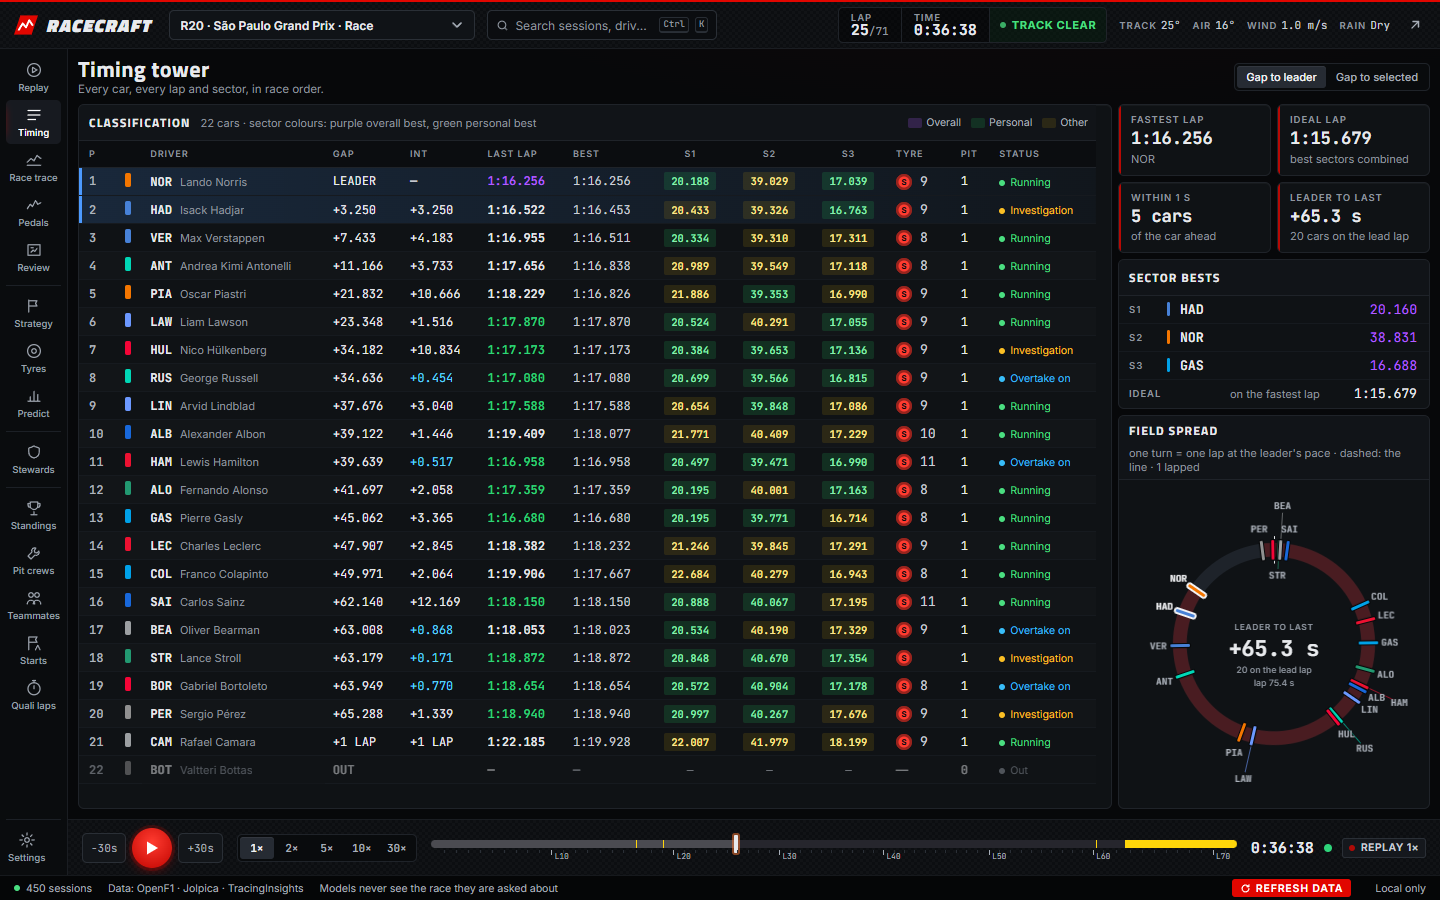 RACECRAFT
R20 · São Paulo Grand Prix · Race
Search sessions, driv... Ctrl K
LAP 25/71
TIME 0:36:38
TRACK CLEAR
TRACK 25° AIR 16° WIND 1.0 m/s RAIN Dry
Replay
Timing
Race trace
Pedals
Review
Strategy
Tyres
Predict
Stewards
Standings
Pit crews
Teammates
Starts
Quali laps
Settings
Timing tower
Every car, every lap and sector, in race order.
Gap to leader Gap to selected
CLASSIFICATION 22 cars · sector colours: purple overall best, green personal best Overall Personal Other
P DRIVER GAP INT LAST LAP BEST S1 S2 S3 TYRE PIT STATUS
1 NOR Lando Norris LEADER — 1:16.256 1:16.256 20.188 39.029 17.039 S 9 1 Running
2 HAD Isack Hadjar +3.250 +3.250 1:16.522 1:16.453 20.433 39.326 16.763 S 9 1 Investigation
3 VER Max Verstappen +7.433 +4.183 1:16.955 1:16.511 20.334 39.310 17.311 S 8 1 Running
4 ANT Andrea Kimi Antonelli +11.166 +3.733 1:17.656 1:16.838 20.989 39.549 17.118 S 8 1 Running
5 PIA Oscar Piastri +21.832 +10.666 1:18.229 1:16.826 21.886 39.353 16.990 S 9 1 Running
6 LAW Liam Lawson +23.348 +1.516 1:17.870 1:17.870 20.524 40.291 17.055 S 9 1 Running
7 HUL Nico Hülkenberg +34.182 +10.834 1:17.173 1:17.173 20.384 39.653 17.136 S 9 1 Investigation
8 RUS George Russell +34.636 +0.454 1:17.080 1:17.080 20.699 39.566 16.815 S 9 1 Overtake on
9 LIN Arvid Lindblad +37.676 +3.040 1:17.588 1:17.588 20.654 39.848 17.086 S 9 1 Running
10 ALB Alexander Albon +39.122 +1.446 1:19.409 1:18.077 21.771 40.409 17.229 S 10 1 Running
11 HAM Lewis Hamilton +39.639 +0.517 1:16.958 1:16.958 20.497 39.471 16.990 S 11 1 Overtake on
12 ALO Fernando Alonso +41.697 +2.058 1:17.359 1:17.359 20.195 40.001 17.163 S 8 1 Running
13 GAS Pierre Gasly +45.062 +3.365 1:16.680 1:16.680 20.195 39.771 16.714 S 8 1 Running
14 LEC Charles Leclerc +47.907 +2.845 1:18.382 1:18.232 21.246 39.845 17.291 S 9 1 Running
15 COL Franco Colapinto +49.971 +2.064 1:19.906 1:17.667 22.684 40.279 16.943 S 8 1 Running
16 SAI Carlos Sainz +62.140 +12.169 1:18.150 1:18.150 20.888 40.067 17.195 S 11 1 Running
17 BEA Oliver Bearman +63.008 +0.868 1:18.053 1:18.023 20.534 40.190 17.329 S 9 1 Overtake on
18 STR Lance Stroll +63.179 +0.171 1:18.872 1:18.872 20.848 40.670 17.354 S 1 Investigation
19 BOR Gabriel Bortoleto +63.949 +0.770 1:18.654 1:18.654 20.572 40.904 17.178 S 8 1 Overtake on
20 PER Sergio Pérez +65.288 +1.339 1:18.940 1:18.940 20.997 40.267 17.676 S 9 1 Investigation
21 CAM Rafael Camara +1 LAP +1 LAP 1:22.185 1:19.928 22.007 41.979 18.199 S 9 1 Running
22 BOT Valtteri Bottas OUT — — — — — — 0 Out
FASTEST LAP
1:16.256
NOR
IDEAL LAP
1:15.679
best sectors combined
WITHIN 1 S
5 cars
of the car ahead
LEADER TO LAST
+65.3 s
20 cars on the lead lap
SECTOR BESTS
S1 HAD 20.160
S2 NOR 38.831
S3 GAS 16.688
IDEAL on the fastest lap 1:15.679
FIELD SPREAD
one turn = one lap at the leader's pace · dashed: the
line · 1 lapped
BEA
PER SAI
STR
NOR
HAD
VER
ANT
COL
LEC
GAS
ALO
ALB HAM
LIN
HUL
RUS
PIA
LAW
LEADER TO LAST
+65.3 s
20 on the lead lap
lap 75.4 s
-30s +30s 1× 2× 5× 10× 30×
L10 L20 L30 L40 L50 L60 L70
0:36:38 REPLAY 1×
450 sessions Data: OpenF1 · Jolpica · TracingInsights Models never see the race they are asked about
REFRESH DATA Local only